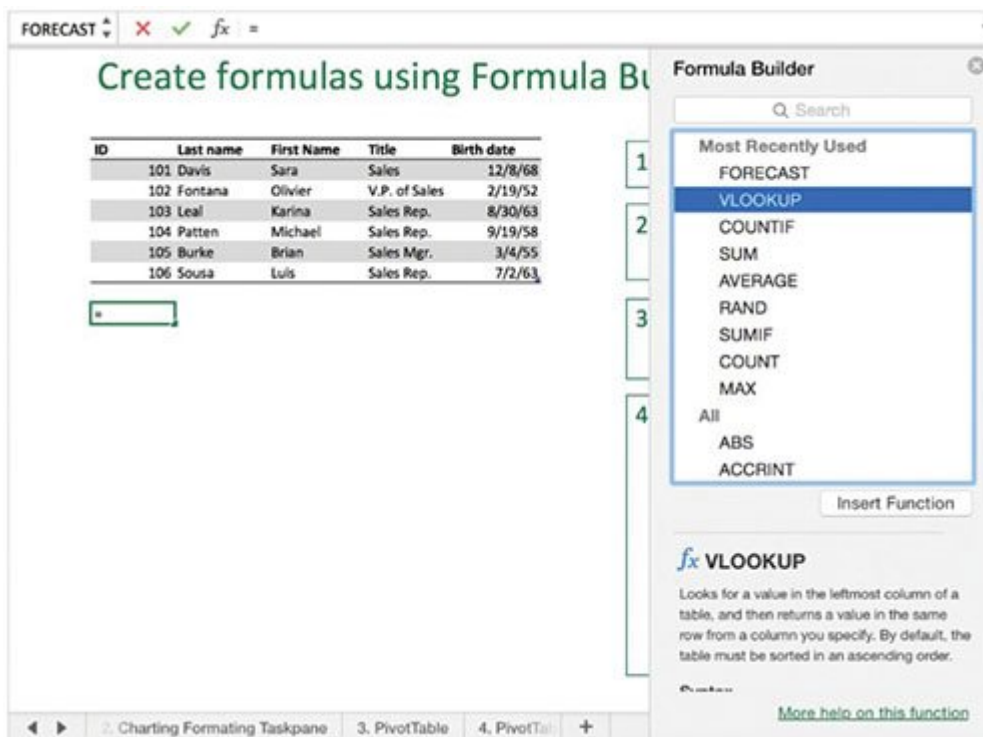 FORECAST fx =
Create formulas using Formula Bu
ID Last name First Name Title Birth date
101 Davis Sara Sales 12/8/68
102 Fontana Olivier V.P. of Sales 2/19/52
103 Leal Karina Sales Rep. 8/30/63
104 Patten Michael Sales Rep. 9/19/58
105 Burke Brian Sales Mgr. 3/4/55
106 Sousa Luis Sales Rep. 7/2/63
=
1
2
3
4
Formula Builder
Search
Most Recently Used
FORECAST
VLOOKUP
COUNTIF
SUM
AVERAGE
RAND
SUMIF
COUNT
MAX
All
ABS
ACCRINT
Insert Function
fx VLOOKUP
Looks for a value in the leftmost column of a
table, and then returns a value in the same
row from a column you specify. By default, the
table must be sorted in an ascending order.
More help on this function
2. Charting Formating Taskpane 3. PivotTable 4. PivotTa +